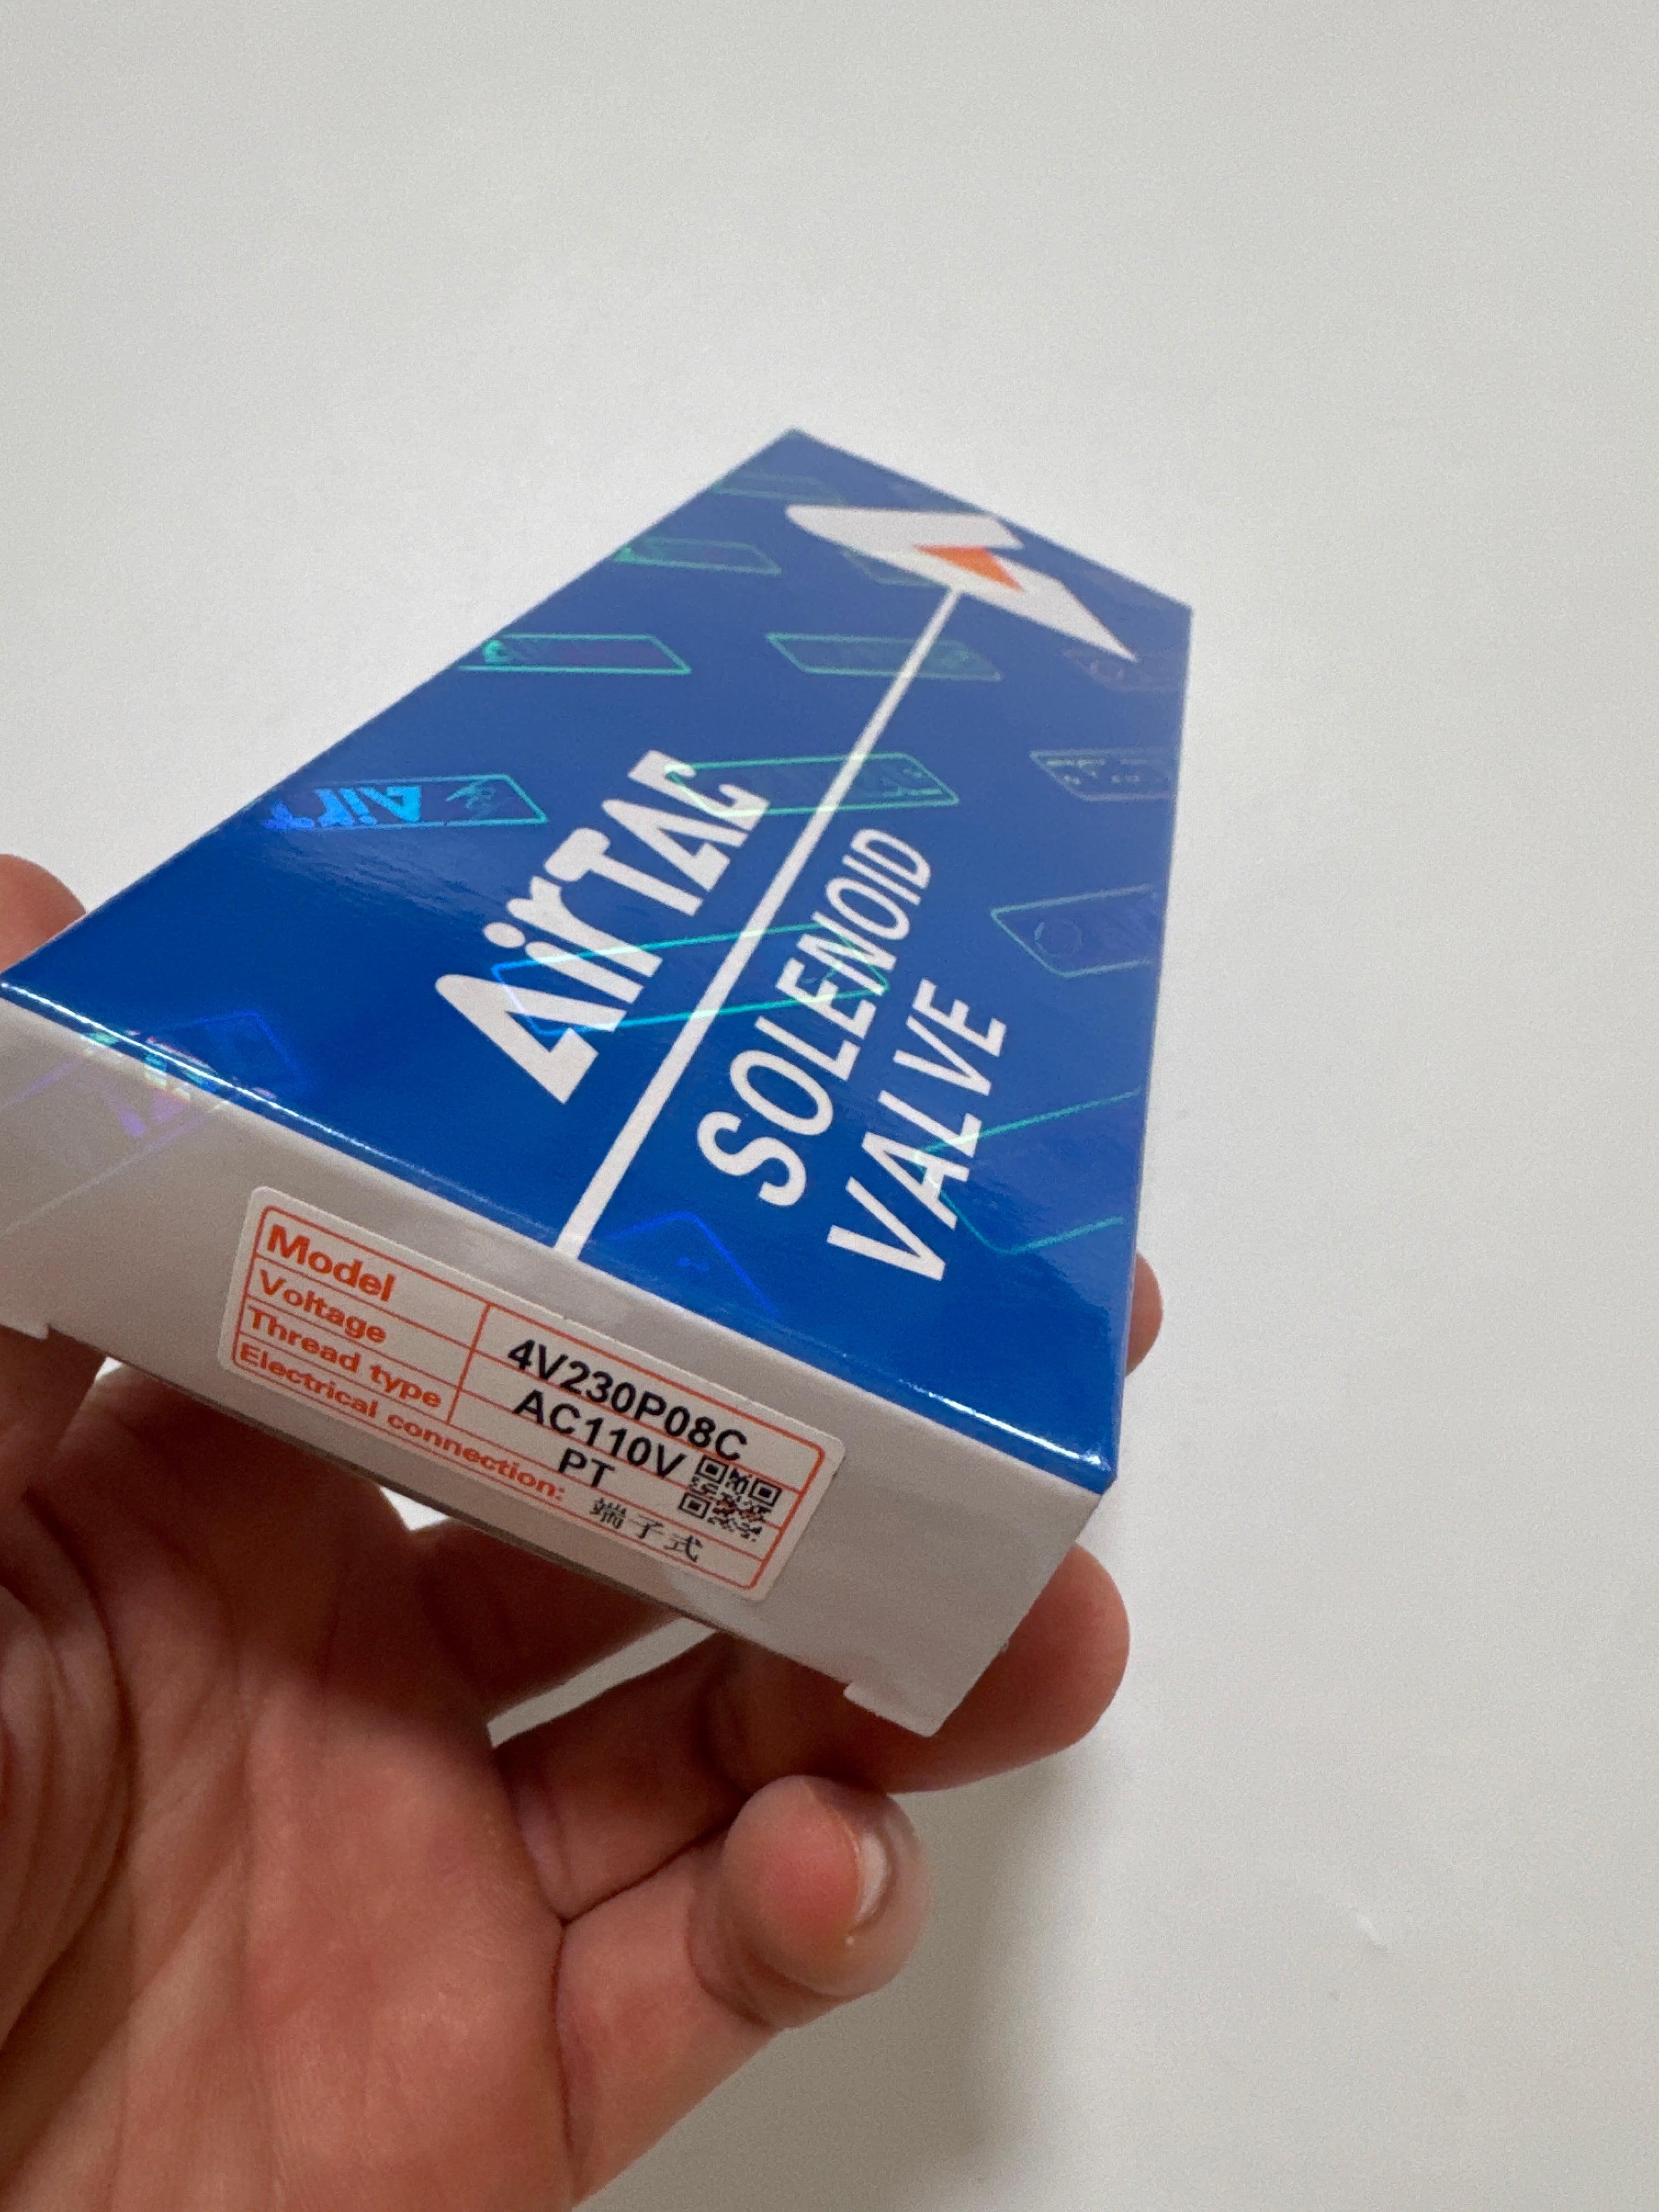 AirTAC
SOLENOID
VALVE
Model 4V230P08C
Voltage AC110V
Thread type PT
Electrical connection: 端子式